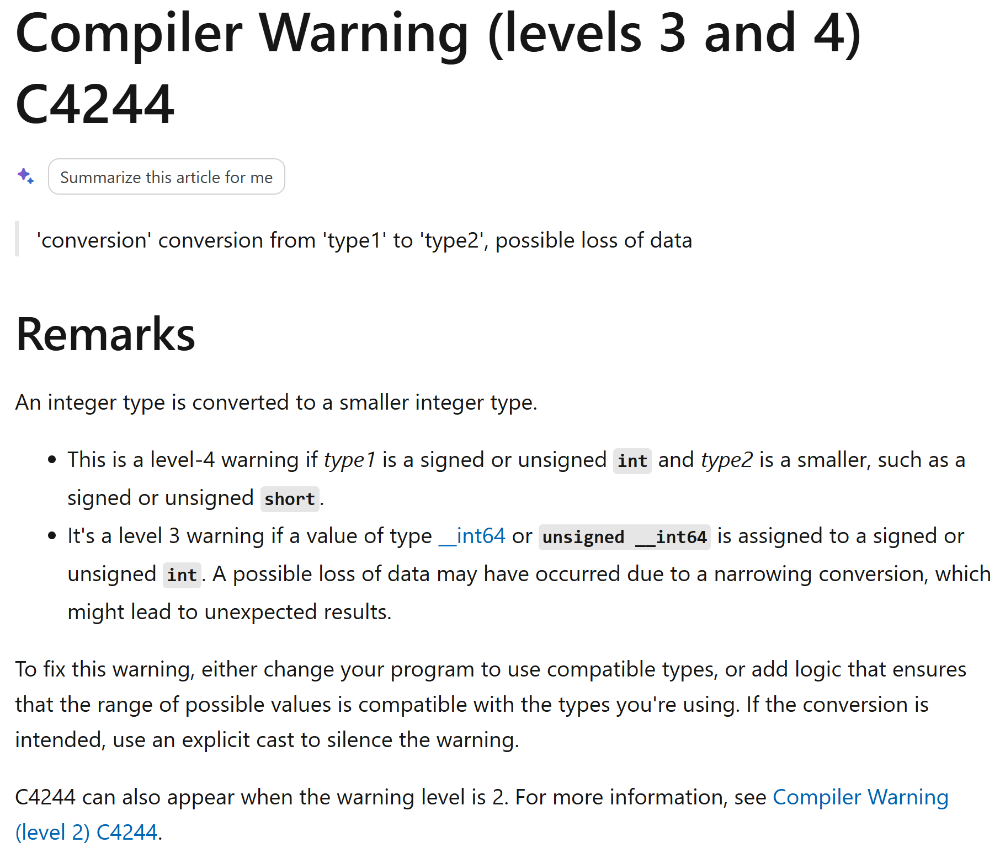 Compiler Warning (levels 3 and 4)
C4244
Summarize this article for me
'conversion' conversion from 'type1' to 'type2', possible loss of data
Remarks
An integer type is converted to a smaller integer type.
• This is a level-4 warning if type1 is a signed or unsigned int and type2 is a smaller, such as a
signed or unsigned short.
• It's a level 3 warning if a value of type __int64 or unsigned __int64 is assigned to a signed or
unsigned int. A possible loss of data may have occurred due to a narrowing conversion, which
might lead to unexpected results.
To fix this warning, either change your program to use compatible types, or add logic that ensures
that the range of possible values is compatible with the types you're using. If the conversion is
intended, use an explicit cast to silence the warning.
C4244 can also appear when the warning level is 2. For more information, see Compiler Warning
(level 2) C4244.